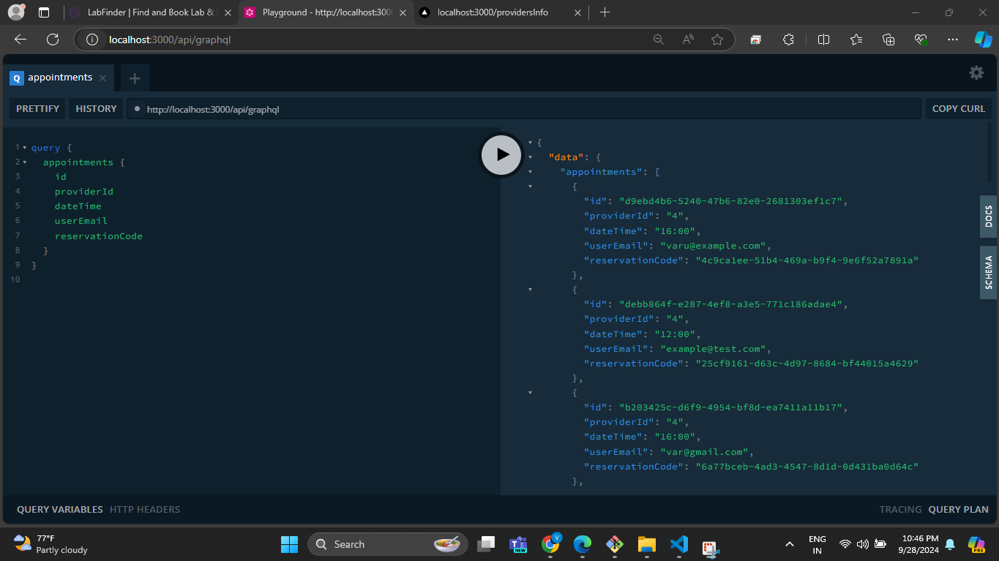 LabFinder | Find and Book Lab &
Playground - http://localhost:300
localhost:3000/providersInfo
localhost:3000/api/graphql
Q appointments
PRETTIFY
HISTORY
http://localhost:3000/api/graphql
COPY CURL
1 query {
2 appointments {
3 id
4 providerId
5 dateTime
6 userEmail
7 reservationCode
8 }
9 }
10
{
"data": {
"appointments": [
{
"id": "d9ebd4b6-5240-47b6-82e0-2681303ef1c7",
"providerId": "4",
"dateTime": "16:00",
"userEmail": "varu@example.com",
"reservationCode": "4c9ca1ee-51b4-469a-b9f4-9e6f52a7891a"
},
{
"id": "debb864f-e287-4ef8-a3e5-771c186adae4",
"providerId": "4",
"dateTime": "12:00",
"userEmail": "example@test.com",
"reservationCode": "25cf9161-d63c-4d97-8684-bf44015a4629"
},
{
"id": "b203425c-d6f9-4954-bf8d-ea7411a11b17",
"providerId": "4",
"dateTime": "16:00",
"userEmail": "var@gmail.com",
"reservationCode": "6a77bceb-4ad3-4547-8d1d-0d431ba0d64c"
},
DOCS
SCHEMA
QUERY VARIABLES
HTTP HEADERS
TRACING
QUERY PLAN
77°F
Partly cloudy
Search
NEW
V
ENG
IN
10:46 PM
9/28/2024
PRE